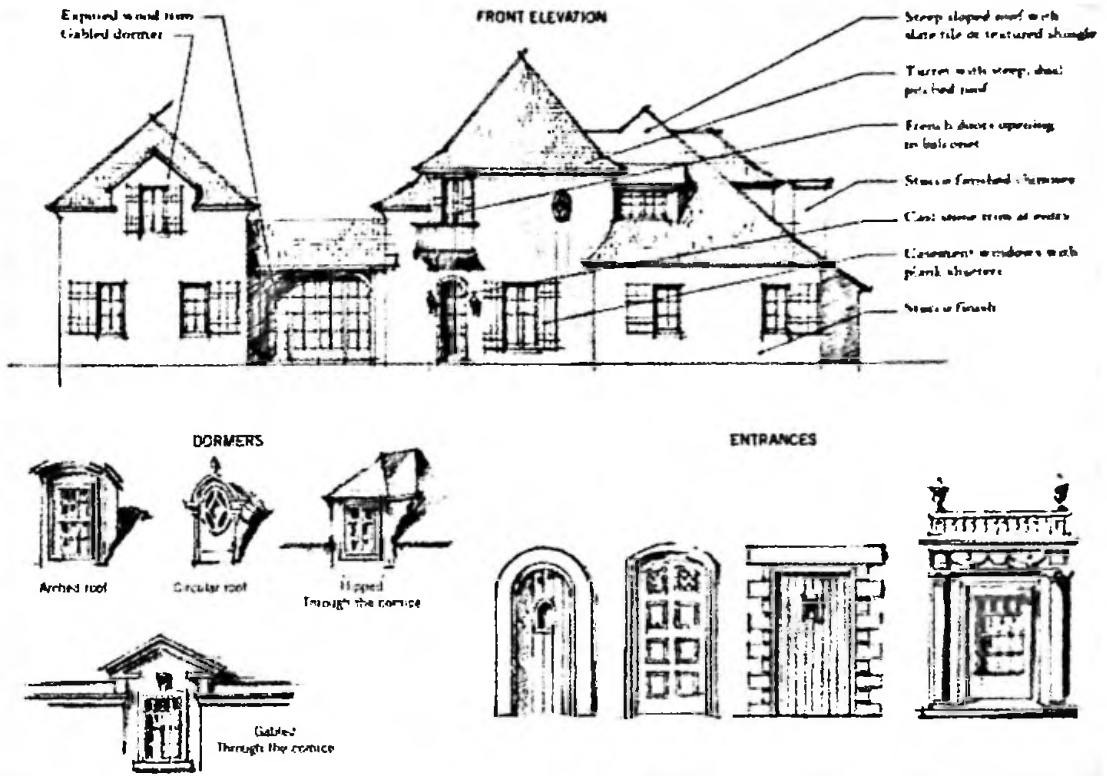 Exposed wood trim
Gabled dormer
FRONT ELEVATION
Steep sloped roof with
slate tile or textured shingle
Turret with steep, dual
pitched roof
French doors opening
to balconet
Stucco finished chimney
Cast stone trim at entry
Casement windows with
plank shutters
Stucco finish
DORMERS
ENTRANCES
Arched roof
Circular roof
Hipped
Through the cornice
Gabled
Through the cornice